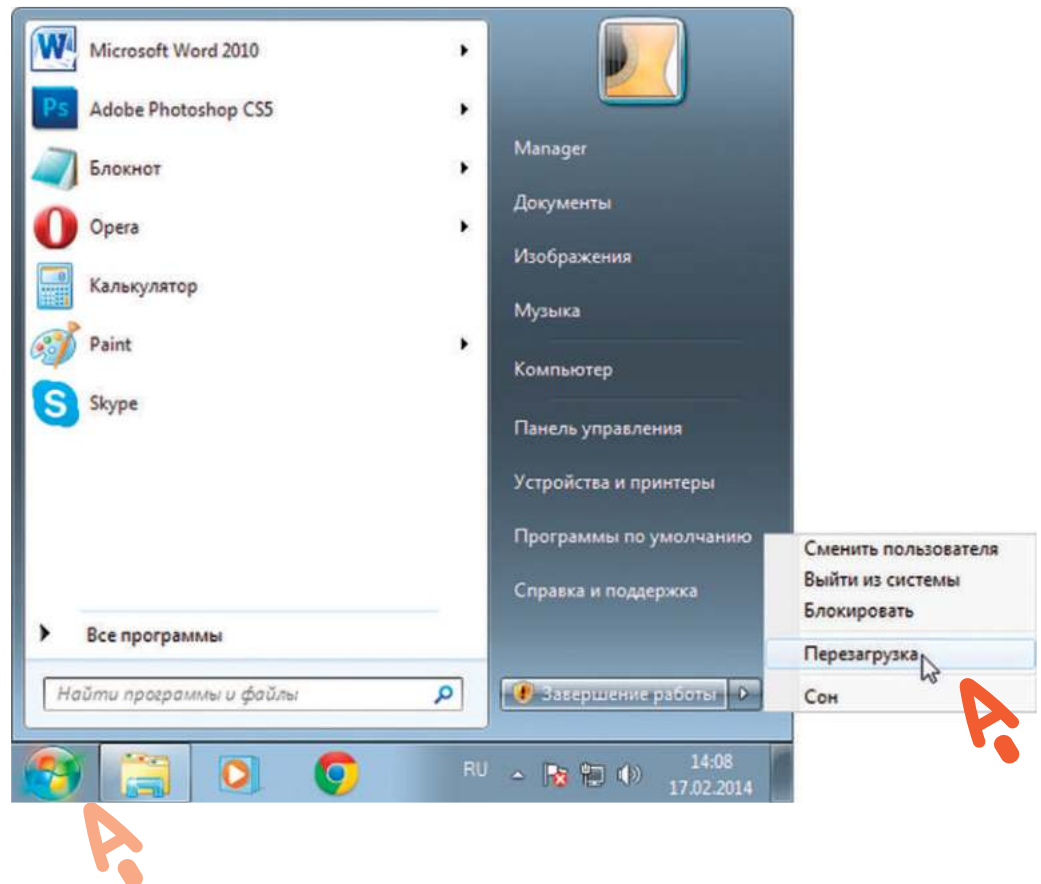 Microsoft Word 2010
Adobe Photoshop CS5
Блокнот
Opera
Калькулятор
Paint
Skype
Все программы
Найти программы и файлы
Manager
Документы
Изображения
Музыка
Компьютер
Панель управления
Устройства и принтеры
Программы по умолчанию
Справка и поддержка
Завершение работы
Сменить пользователя
Выйти из системы
Блокировать
Перезагрузка
Сон
RU
14:08
17.02.2014